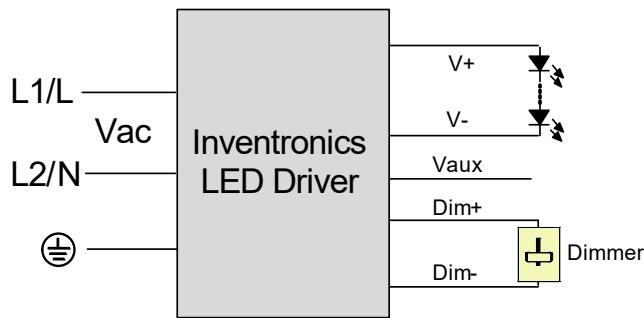 L1/L
Vac
L2/N
Inventronics
LED Driver
V+
V-
Vaux
Dim+
Dim-
Dimmer